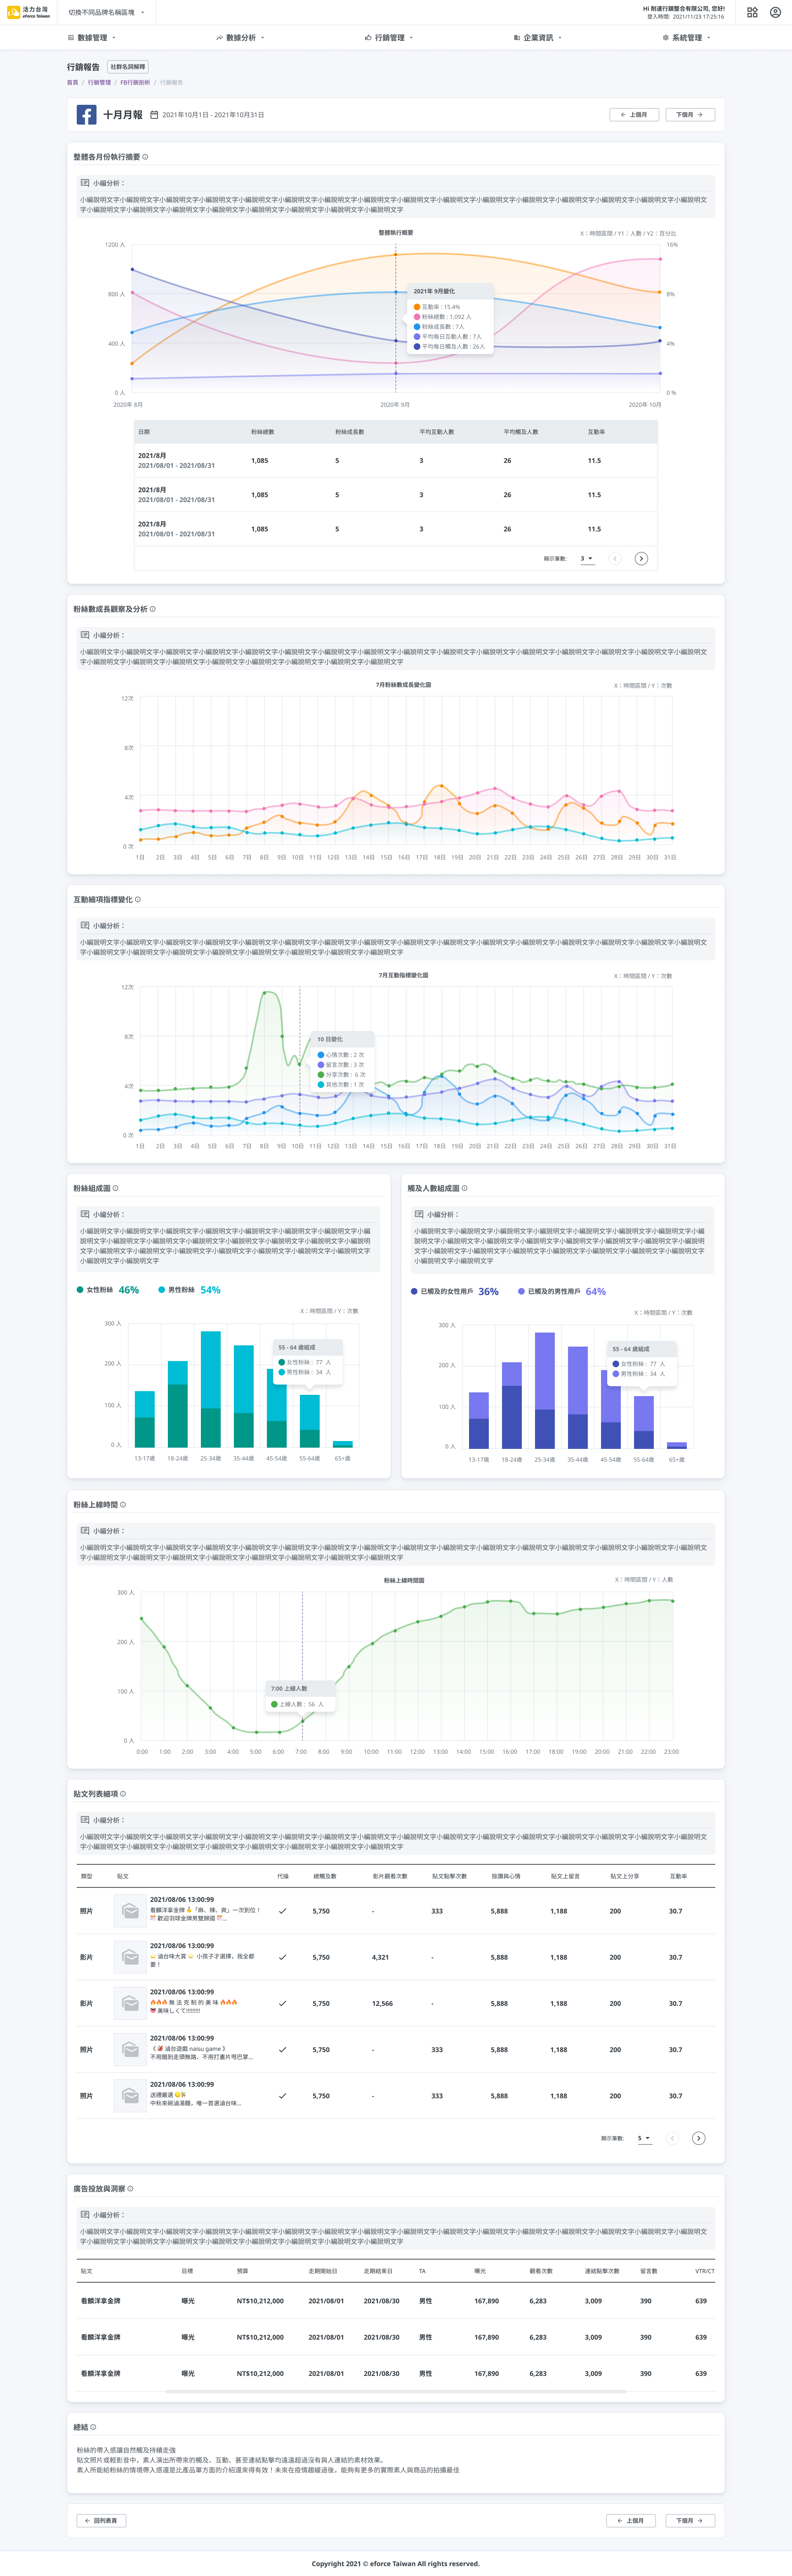 活力台灣
eforce Taiwan
切換不同品牌名稱區塊
Hi 耐運行銷整合有限公司, 您好!
登入時間: 2021/11/23 17:25:16
數據管理
數據分析
行銷管理
企業資訊
系統管理
行銷報告 社群名詞解釋
首頁 / 行銷管理 / FB行銷剖析 / 行銷報告
十月月報 2021年10月1日 - 2021年10月31日
上個月
下個月
整體各月份執行摘要
小編分析：
小編說明文字小編說明文字小編說明文字小編說明文字小編說明文字小編說明文字小編說明文字小編說明文字小編說明文字小編說明文字小編說明文字小編說明文字小編說明文字小編說明文字小編說明文字小編說明文
字小編說明文字小編說明文字小編說明文字小編說明文字小編說明文字小編說明文字小編說明文字小編說明文字
整體執行概要
X：時間區間 / Y1：人數 / Y2：百分比
1200 人
16%
800 人
8%
400 人
4%
0 人
0 %
2021年 9月變化
互動率 : 15.4%
粉絲總數 : 1,092 人
粉絲成長數 : 7人
平均每日互動人數 : 7人
平均每日觸及人數 : 26人
2020年 8月
2020年 9月
2020年 10月
日期 粉絲總數 粉絲成長數 平均互動人數 平均觸及人數 互動率
2021/8月
2021/08/01 - 2021/08/31
1,085 5 3 26 11.5
2021/8月
2021/08/01 - 2021/08/31
1,085 5 3 26 11.5
2021/8月
2021/08/01 - 2021/08/31
1,085 5 3 26 11.5
顯示筆數: 3
粉絲數成長觀察及分析
小編分析：
小編說明文字小編說明文字小編說明文字小編說明文字小編說明文字小編說明文字小編說明文字小編說明文字小編說明文字小編說明文字小編說明文字小編說明文字小編說明文字小編說明文字小編說明文字小編說明文
字小編說明文字小編說明文字小編說明文字小編說明文字小編說明文字小編說明文字小編說明文字小編說明文字
7月粉絲數成長變化圖
X：時間區間 / Y：次數
12次
8次
4次
0 次
1日 2日 3日 4日 5日 6日 7日 8日 9日 10日 11日 12日 13日 14日 15日 16日 17日 18日 19日 20日 21日 22日 23日 24日 25日 26日 27日 28日 29日 30日 31日
互動細項指標變化
小編分析：
小編說明文字小編說明文字小編說明文字小編說明文字小編說明文字小編說明文字小編說明文字小編說明文字小編說明文字小編說明文字小編說明文字小編說明文字小編說明文字小編說明文字小編說明文字小編說明文
字小編說明文字小編說明文字小編說明文字小編說明文字小編說明文字小編說明文字小編說明文字小編說明文字
7月互動指標變化圖
X：時間區間 / Y：次數
12次
8次
4次
0 次
10 日變化
心情次數 : 2 次
留言次數 : 3 次
分享次數 : 6 次
其他次數 : 1 次
1日 2日 3日 4日 5日 6日 7日 8日 9日 10日 11日 12日 13日 14日 15日 16日 17日 18日 19日 20日 21日 22日 23日 24日 25日 26日 27日 28日 29日 30日 31日
粉絲組成圖
小編分析：
小編說明文字小編說明文字小編說明文字小編說明文字小編說明文字小編說明文字小編說明文字小編
說明文字小編說明文字小編說明文字小編說明文字小編說明文字小編說明文字小編說明文字小編說明
文字小編說明文字小編說明文字小編說明文字小編說明文字小編說明文字小編說明文字小編說明文字
小編說明文字小編說明文字
女性粉絲 46% 男性粉絲 54%
X：時間區間 / Y：次數
300 人
200 人
100 人
0 人
55 - 64 歲組成
女性粉絲 : 77 人
男性粉絲 : 34 人
13-17歲 18-24歲 25-34歲 35-44歲 45-54歲 55-64歲 65+歲
觸及人數組成圖
小編分析：
小編說明文字小編說明文字小編說明文字小編說明文字小編說明文字小編說明文字小編說明文字小編
說明文字小編說明文字小編說明文字小編說明文字小編說明文字小編說明文字小編說明文字小編說明
文字小編說明文字小編說明文字小編說明文字小編說明文字小編說明文字小編說明文字小編說明文字
小編說明文字小編說明文字
已觸及的女性用戶 36% 已觸及的男性用戶 64%
X：時間區間 / Y：次數
300 人
200 人
100 人
0 人
55 - 64 歲組成
女性粉絲 : 77 人
男性粉絲 : 34 人
13-17歲 18-24歲 25-34歲 35-44歲 45-54歲 55-64歲 65+歲
粉絲上線時間
小編分析：
小編說明文字小編說明文字小編說明文字小編說明文字小編說明文字小編說明文字小編說明文字小編說明文字小編說明文字小編說明文字小編說明文字小編說明文字小編說明文字小編說明文字小編說明文字小編說明文
字小編說明文字小編說明文字小編說明文字小編說明文字小編說明文字小編說明文字小編說明文字小編說明文字
粉絲上線時間圖
X：時間區間 / Y：人數
300 人
200 人
100 人
0 人
7:00 上線人數
上線人數 : 56 人
0:00 1:00 2:00 3:00 4:00 5:00 6:00 7:00 8:00 9:00 10:00 11:00 12:00 13:00 14:00 15:00 16:00 17:00 18:00 19:00 20:00 21:00 22:00 23:00
貼文列表細項
小編分析：
小編說明文字小編說明文字小編說明文字小編說明文字小編說明文字小編說明文字小編說明文字小編說明文字小編說明文字小編說明文字小編說明文字小編說明文字小編說明文字小編說明文字小編說明文字小編說明文
字小編說明文字小編說明文字小編說明文字小編說明文字小編說明文字小編說明文字小編說明文字小編說明文字
類型 貼文 代操 總觸及數 影片觀看次數 貼文點擊次數 按讚與心情 貼文上留言 貼文上分享 互動率
照片
2021/08/06 13:00:99
看麟洋拿金牌🏅「麻、辣、爽」一次到位！
🎊 歡迎羽球金牌男雙歸國 🎊...
5,750 - 333 5,888 1,188 200 30.7
影片
2021/08/06 13:00:99
滷台味大賞 小孩子才選擇，我全都
要！
5,750 4,321 - 5,888 1,188 200 30.7
影片
2021/08/06 13:00:99
🔥🔥🔥 無 法 克 制 的 美 味 🔥🔥🔥
美味しくて!!!!!!!!!
5,750 12,566 - 5,888 1,188 200 30.7
照片
2021/08/06 13:00:99
《 滷台遊戲 naisu game 》
不用餓到走頭無路、不用打畫片甩巴掌...
5,750 - 333 5,888 1,188 200 30.7
照片
2021/08/06 13:00:99
送禮嚴選
中秋來碗滷湯麵，唯一首選滷台味...
5,750 - 333 5,888 1,188 200 30.7
顯示筆數: 5
廣告投放與洞察
小編分析：
小編說明文字小編說明文字小編說明文字小編說明文字小編說明文字小編說明文字小編說明文字小編說明文字小編說明文字小編說明文字小編說明文字小編說明文字小編說明文字小編說明文字小編說明文字小編說明文
字小編說明文字小編說明文字小編說明文字小編說明文字小編說明文字小編說明文字小編說明文字小編說明文字
貼文 目標 預算 走期開始日 走期結束日 TA 曝光 觀看次數 連結點擊次數 留言數 VTR/CT
看麟洋拿金牌 曝光 NT$10,212,000 2021/08/01 2021/08/30 男性 167,890 6,283 3,009 390 639
看麟洋拿金牌 曝光 NT$10,212,000 2021/08/01 2021/08/30 男性 167,890 6,283 3,009 390 639
看麟洋拿金牌 曝光 NT$10,212,000 2021/08/01 2021/08/30 男性 167,890 6,283 3,009 390 639
總結
粉絲的帶入感讓自然觸及持續走強
貼文照片或輕影音中，素人演出所帶來的觸及、互動、甚至連結點擊均遠遠超過沒有與人連結的素材效果。
素人所能給粉絲的情境帶入感還是比產品單方面的介紹還來得有效！未來在疫情趨緩過後，能夠有更多的實際素人與商品的拍攝最佳
回列表頁
上個月
下個月
Copyright 2021 © eforce Taiwan All rights reserved.